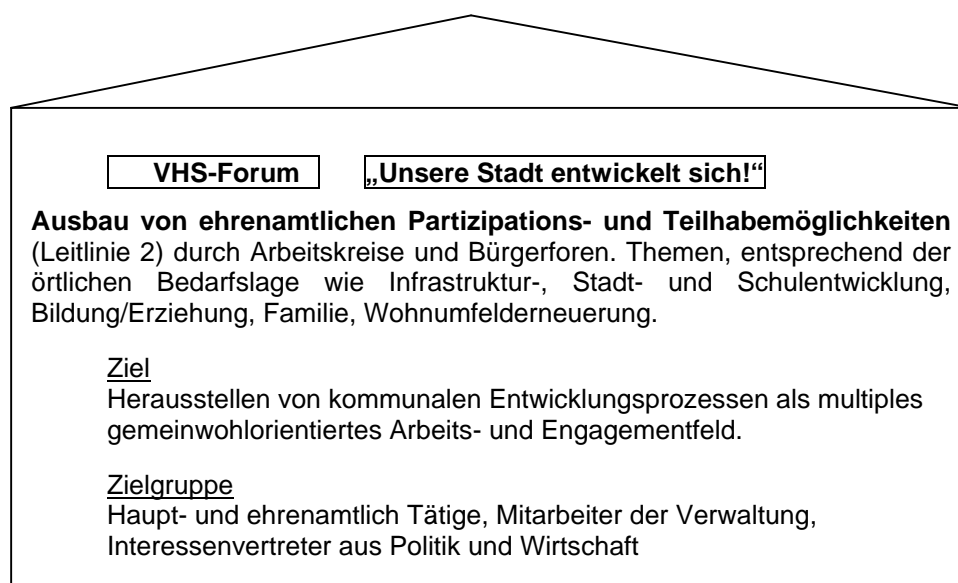 VHS-Forum „Unsere Stadt entwickelt sich!“
Ausbau von ehrenamtlichen Partizipations- und Teilhabemöglichkeiten
(Leitlinie 2) durch Arbeitskreise und Bürgerforen. Themen, entsprechend der
örtlichen Bedarfslage wie Infrastruktur-, Stadt- und Schulentwicklung,
Bildung/Erziehung, Familie, Wohnumfelderneuerung.
Ziel
Herausstellen von kommunalen Entwicklungsprozessen als multiples
gemeinwohlorientiertes Arbeits- und Engagementfeld.
Zielgruppe
Haupt- und ehrenamtlich Tätige, Mitarbeiter der Verwaltung,
Interessenvertreter aus Politik und Wirtschaft